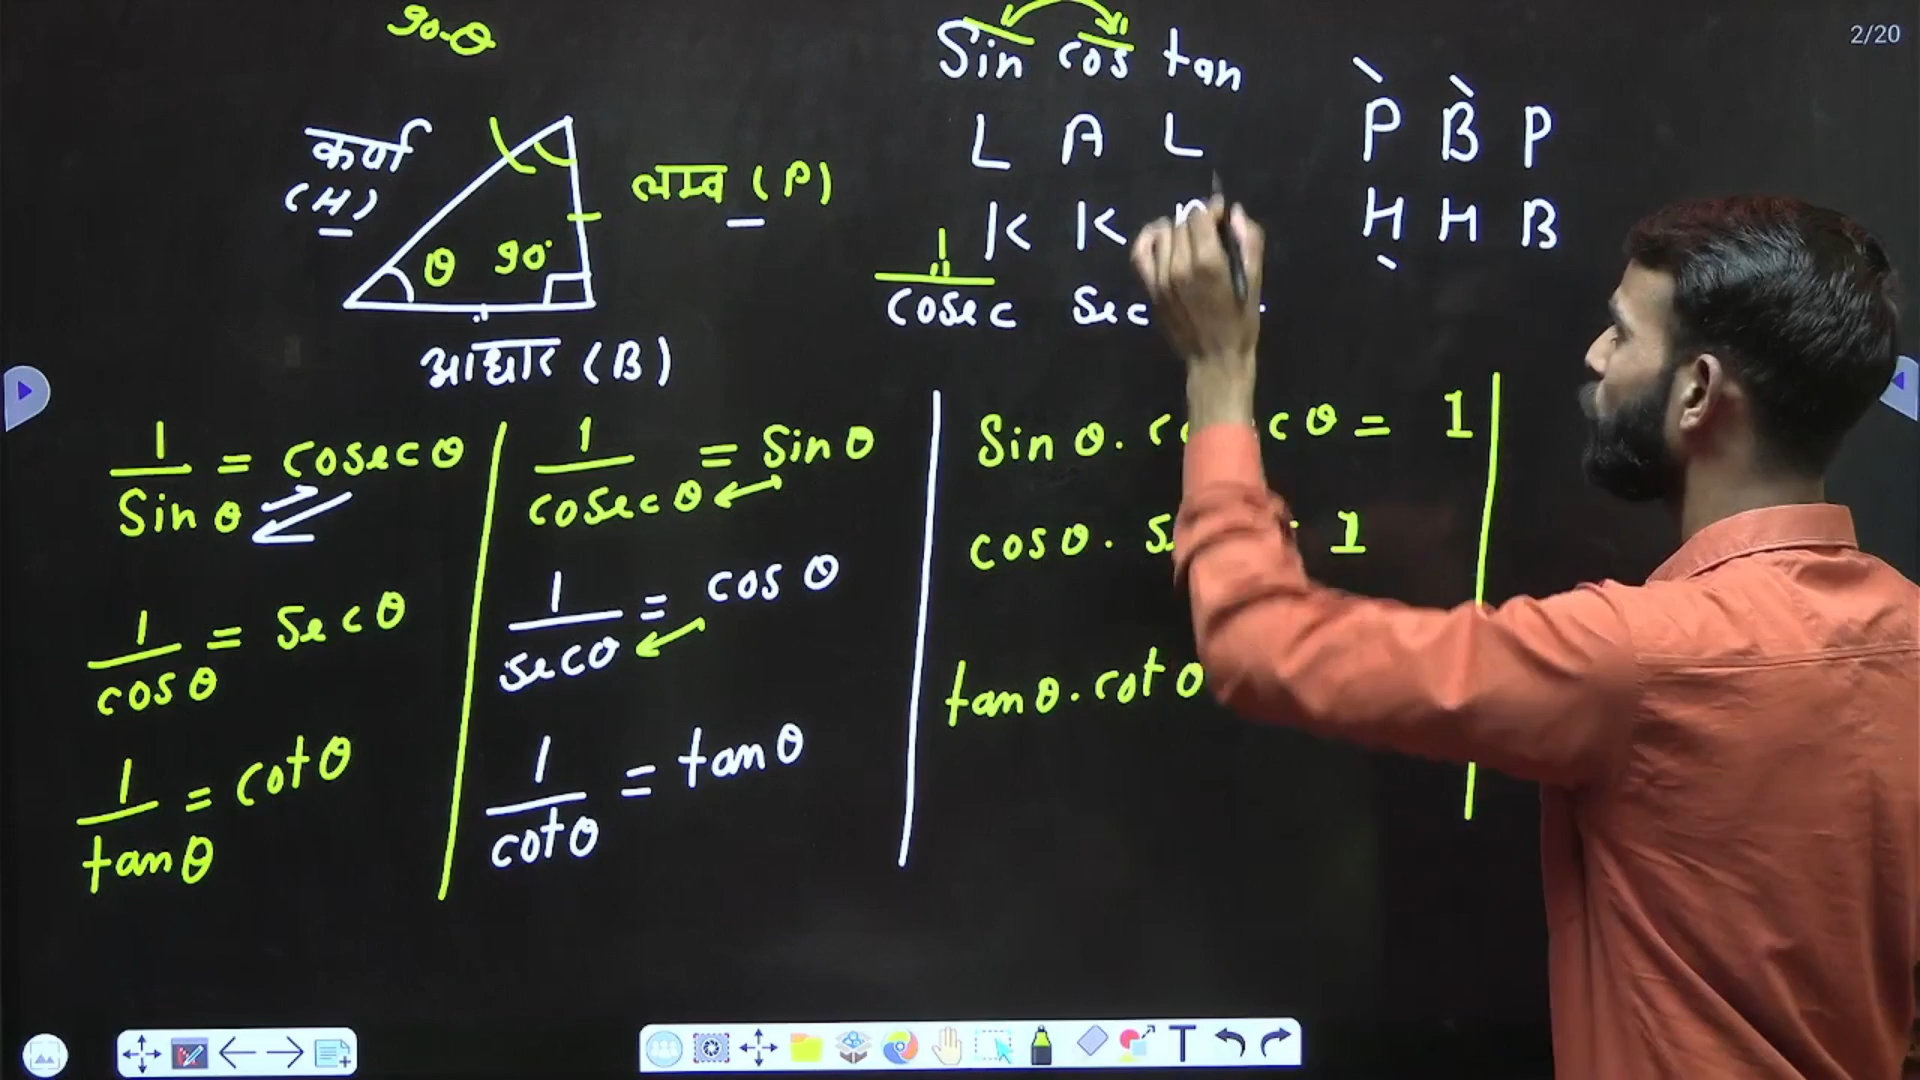 2/20
90-θ
Sin cos tan
L A L
K K
cosec sec
P B P
H H B
कर्ण
(H)
लम्ब (P)
θ 90°
आधार (B)
1/Sin θ = cosec θ
1/cos θ = sec θ
1/tan θ = cot θ
1/cosec θ = Sin θ
1/sec θ = cos θ
1/cot θ = tan θ
Sin θ . c c θ = 1
cos θ . s 1
tan θ . cot θ
T